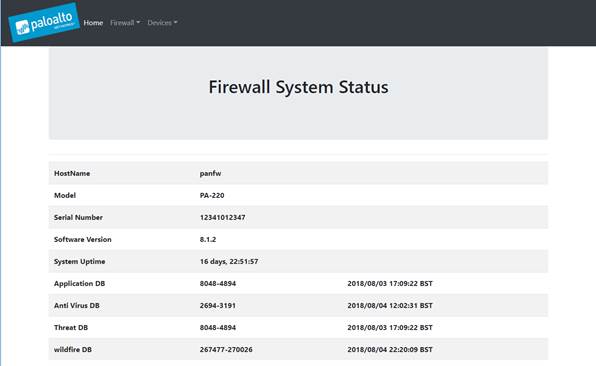 paloalto
NETWORKS
Home Firewall Devices
Firewall System Status
HostName panfw
Model PA-220
Serial Number 12341012347
Software Version 8.1.2
System Uptime 16 days, 22:51:57
Application DB 8048-4894 2018/08/03 17:09:22 BST
Anti Virus DB 2694-3191 2018/08/04 12:02:31 BST
Threat DB 8048-4894 2018/08/03 17:09:22 BST
wildfire DB 267477-270026 2018/08/04 22:20:09 BST